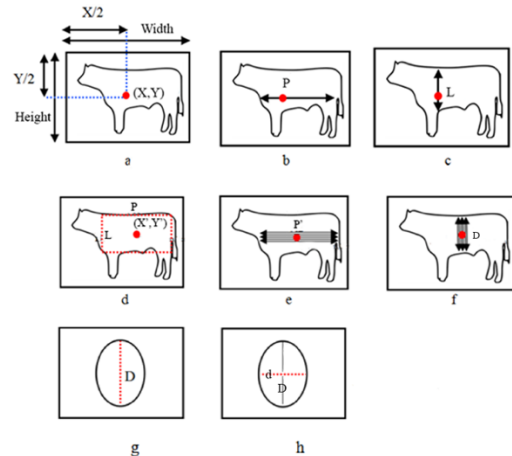 X/2
Width
Y/2
(X,Y)
Height
P
L
a
b
c
P
(X',Y')
L
P'
D
d
e
f
D
d
D
g
h